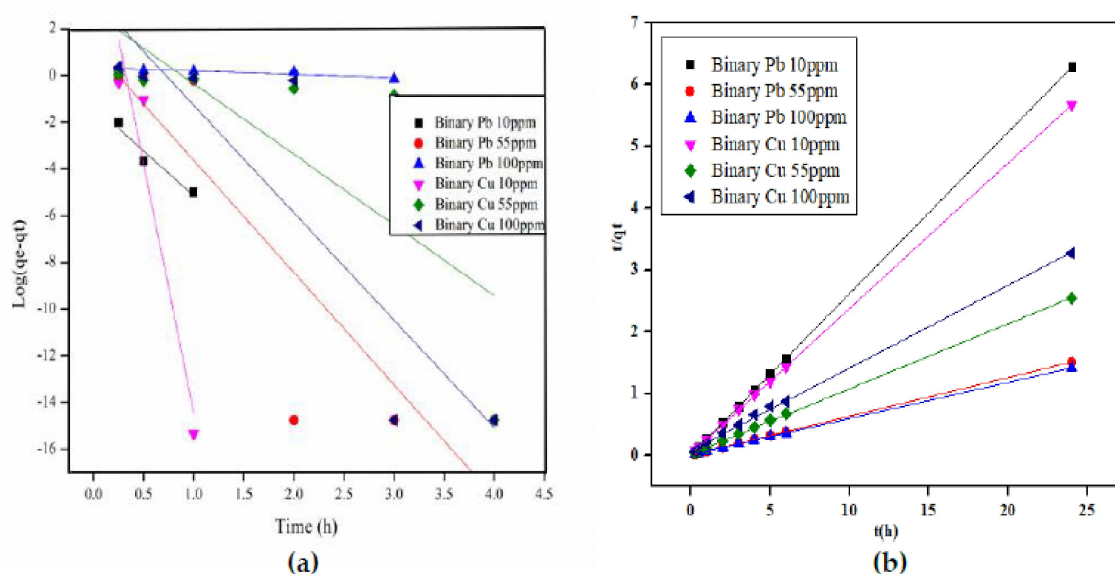 2
0
-2
-4
-6
-8
-10
-12
-14
-16
Log(qe-qt)
0.0 0.5 1.0 1.5 2.0 2.5 3.0 3.5 4.0 4.5
Time (h)
Binary Pb 10ppm
Binary Pb 55ppm
Binary Pb 100ppm
Binary Cu 10ppm
Binary Cu 55ppm
Binary Cu 100ppm
(a)
7
6
5
4
3
2
1
0
t/qt
0 5 10 15 20 25
t(h)
Binary Pb 10ppm
Binary Pb 55ppm
Binary Pb 100ppm
Binary Cu 10ppm
Binary Cu 55ppm
Binary Cu 100ppm
(b)